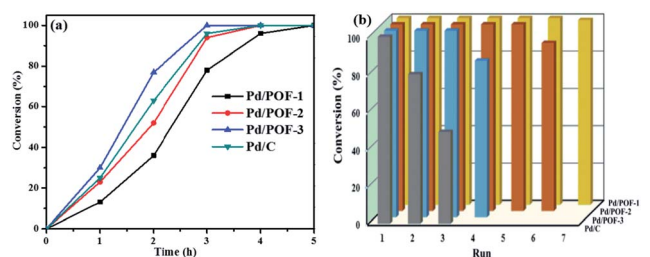 (a)
100
80
60
40
20
0
Conversion (%)
Pd/POF-1
Pd/POF-2
Pd/POF-3
Pd/C
0 1 2 3 4 5
Time (h)
(b)
100
80
60
40
20
0
Conversion (%)
1 2 3 4 5 6 7
Run
Pd/POF-1
Pd/POF-2
Pd/POF-3
Pd/C